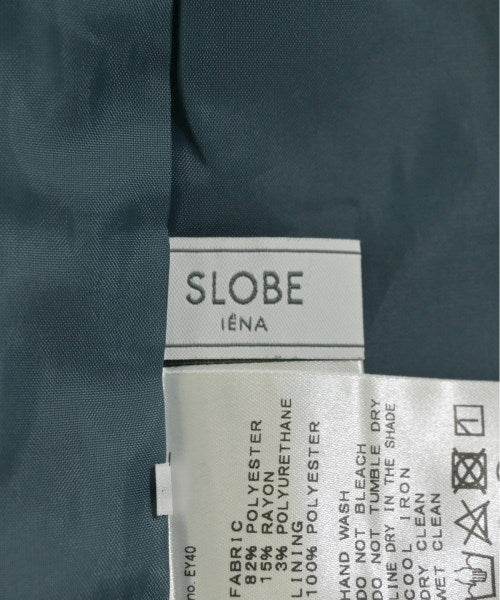 SLOBE
IÉNA
FABRIC
82% POLYESTER
15% RAYON
3% POLYURETHANE
LINING
100% POLYESTER
HAND WASH
DO NOT BLEACH
DO NOT TUMBLE DRY
LINE DRY IN THE SHADE
COOL IRON
DRY CLEAN
WET CLEAN
no. EY40